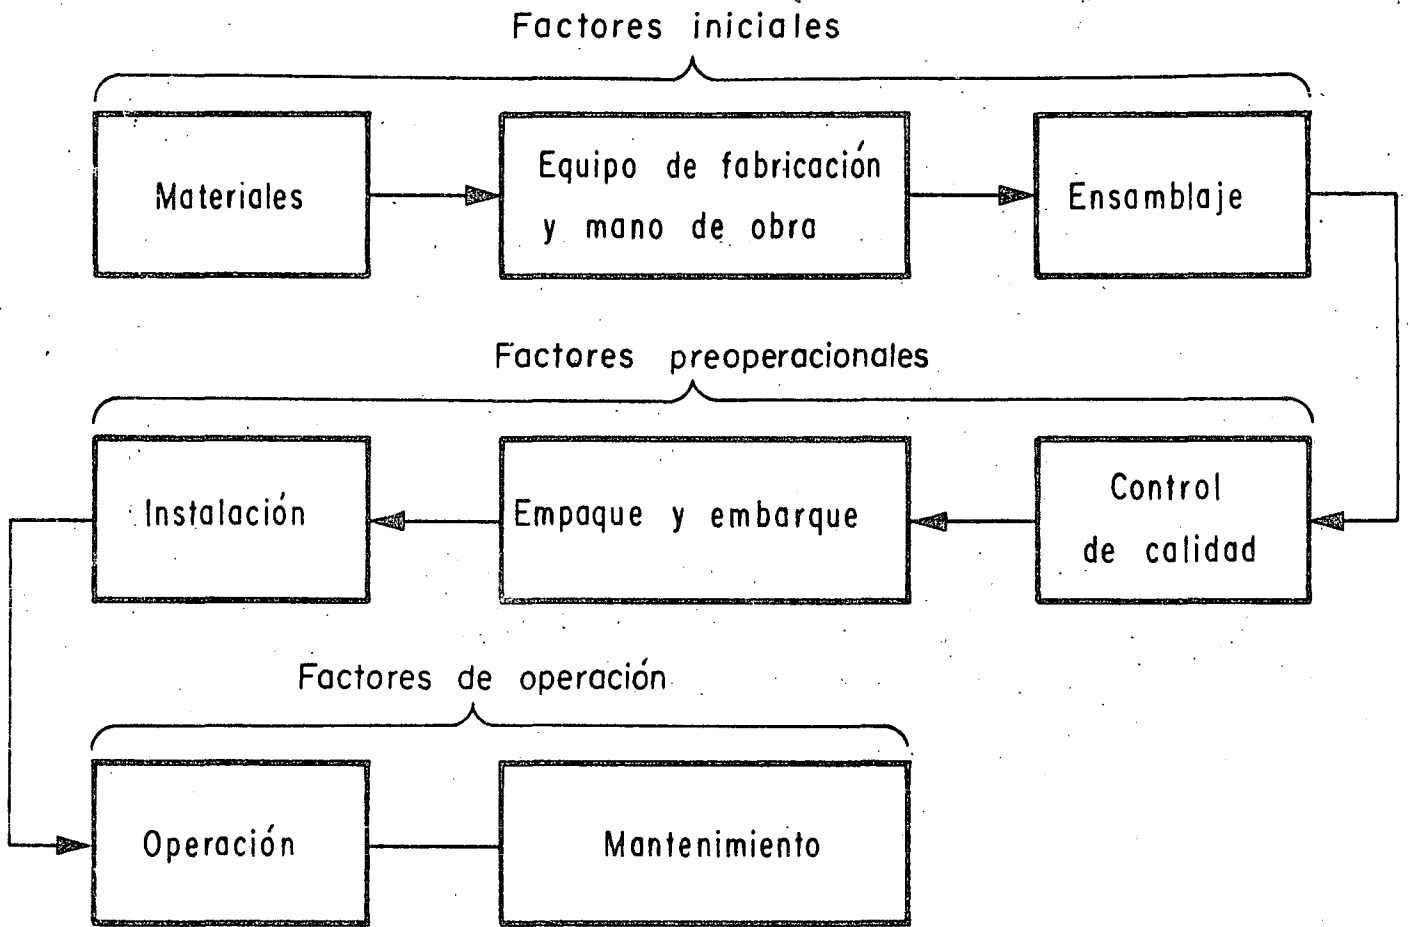 Factores iniciales
Materiales
Equipo de fabricación
y mano de obra
Ensamblaje
Factores preoperacionales
Instalación
Empaque y embarque
Control
de calidad
Factores de operación
Operación
Mantenimiento